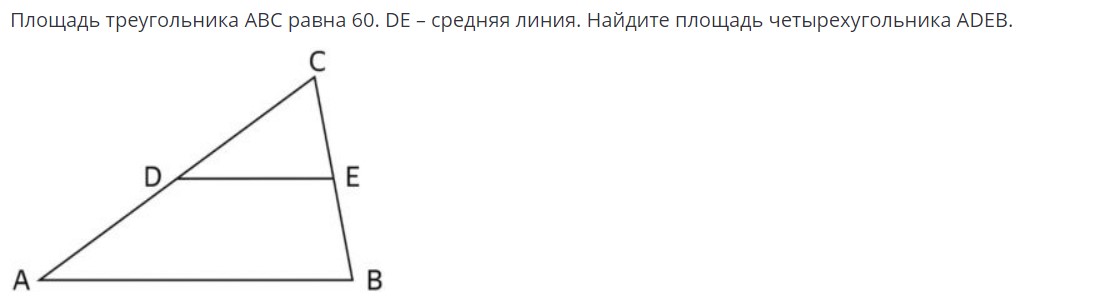 Площадь треугольника ABC равна 60. DE – средняя линия. Найдите площадь четырехугольника ADEB.
C
D
E
A
B